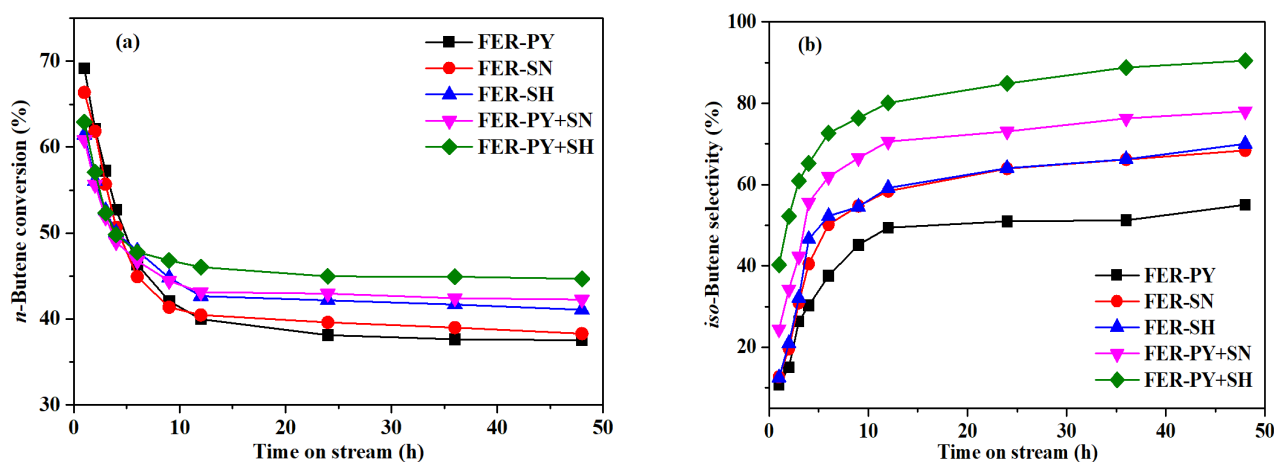 (a)
FER-PY
FER-SN
FER-SH
FER-PY+SN
FER-PY+SH
n-Butene conversion (%)
70
60
50
40
30
0 10 20 30 40 50
Time on stream (h)
(b)
FER-PY
FER-SN
FER-SH
FER-PY+SN
FER-PY+SH
iso-Butene selectivity (%)
100
80
60
40
20
0 10 20 30 40 50
Time on stream (h)